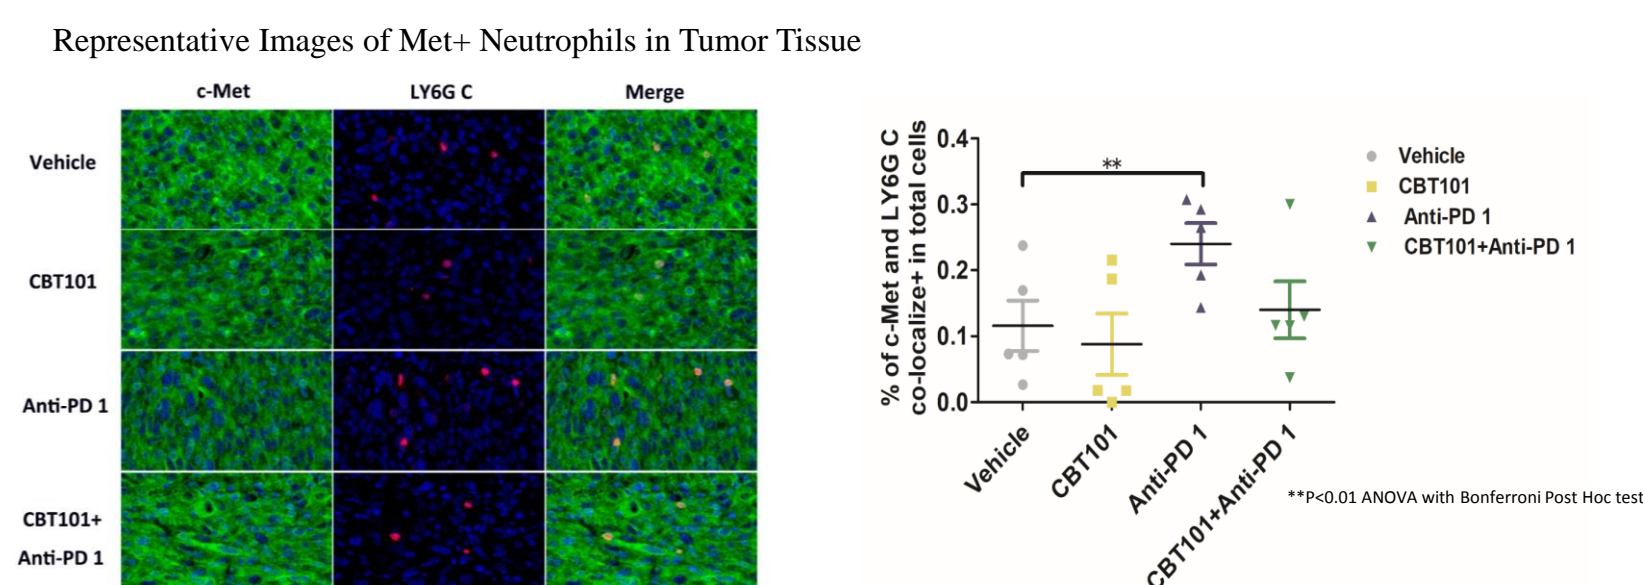 Representative Images of Met+ Neutrophils in Tumor Tissue
c-Met
LY6G C
Merge
Vehicle
CBT101
Anti-PD 1
CBT101+
Anti-PD 1
% of c-Met and LY6G C
co-localize+ in total cells
0.4
0.3
0.2
0.1
0.0
**
Vehicle
CBT101
Anti-PD 1
CBT101+Anti-PD 1
Vehicle
CBT101
Anti-PD 1
CBT101+Anti-PD 1
**P<0.01 ANOVA with Bonferroni Post Hoc test